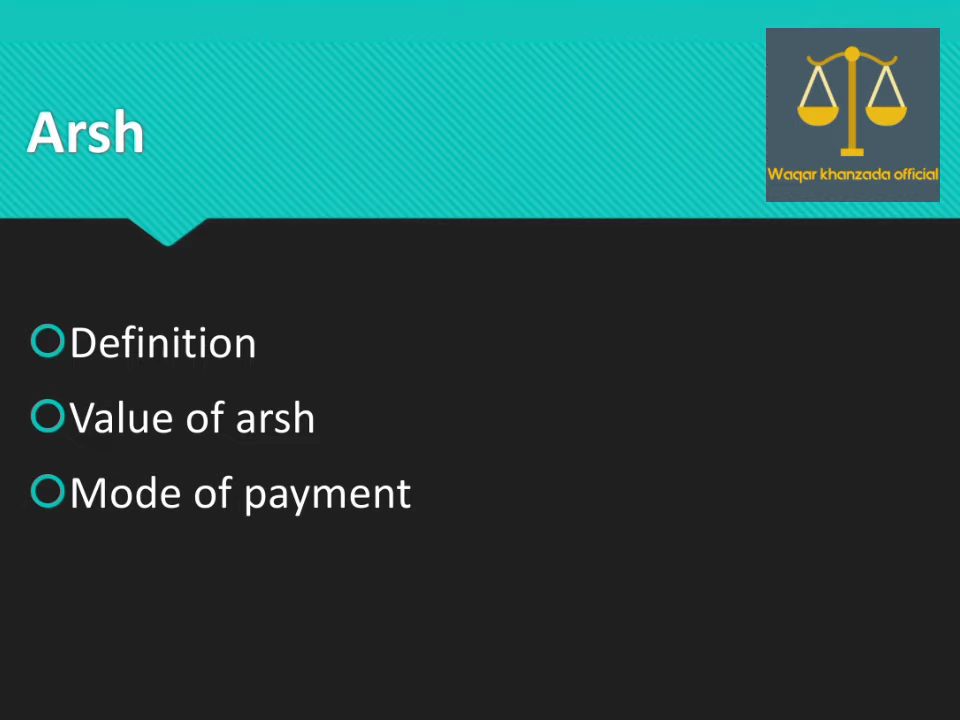 Arsh
Waqar khanzada official
Definition
Value of arsh
Mode of payment